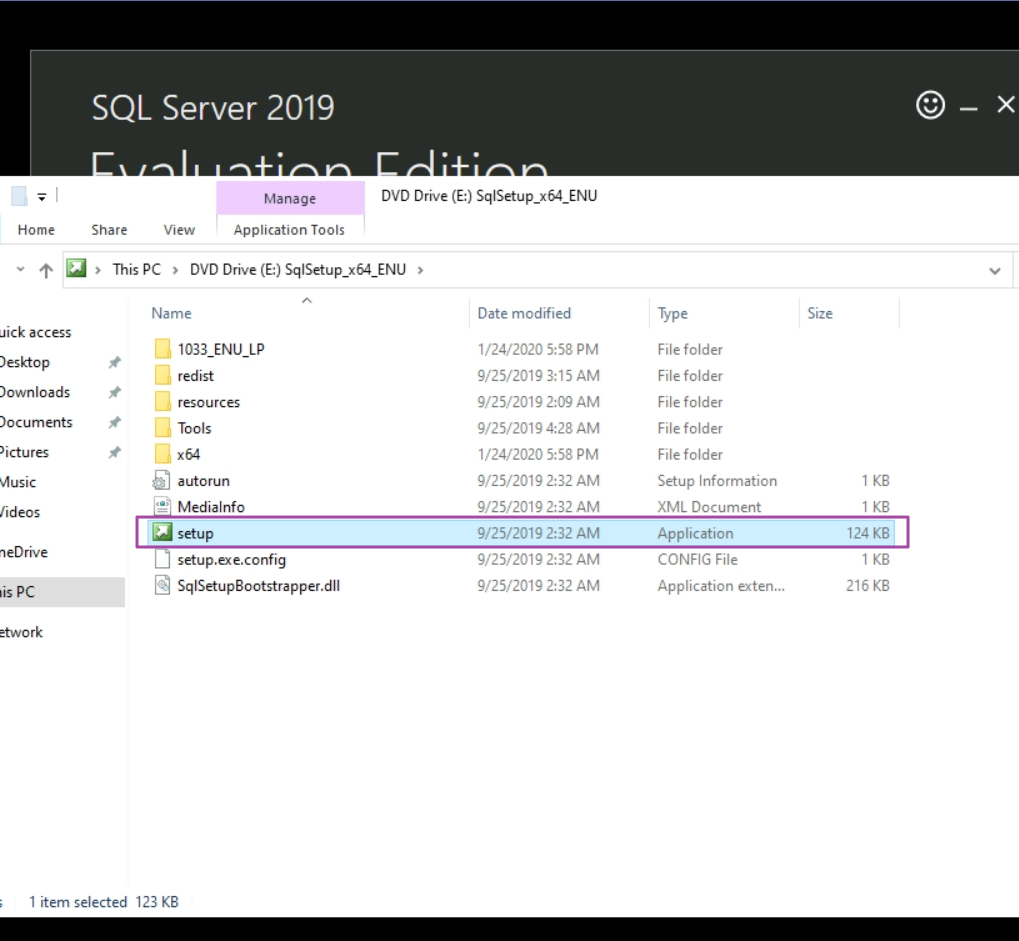 SQL Server 2019
Evaluation Edition
Manage
DVD Drive (E:) SqlSetup_x64_ENU
Home Share View Application Tools
This PC DVD Drive (E:) SqlSetup_x64_ENU
Name Date modified Type Size
uick access
Desktop
Downloads
Documents
Pictures
Music
Videos
neDrive
his PC
etwork
1033_ENU_LP 1/24/2020 5:58 PM File folder
redist 9/25/2019 3:15 AM File folder
resources 9/25/2019 2:09 AM File folder
Tools 9/25/2019 4:28 AM File folder
x64 1/24/2020 5:58 PM File folder
autorun 9/25/2019 2:32 AM Setup Information 1 KB
MediaInfo 9/25/2019 2:32 AM XML Document 1 KB
setup 9/25/2019 2:32 AM Application 124 KB
setup.exe.config 9/25/2019 2:32 AM CONFIG File 1 KB
SqlSetupBootstrapper.dll 9/25/2019 2:32 AM Application exten... 216 KB
s 1 item selected 123 KB